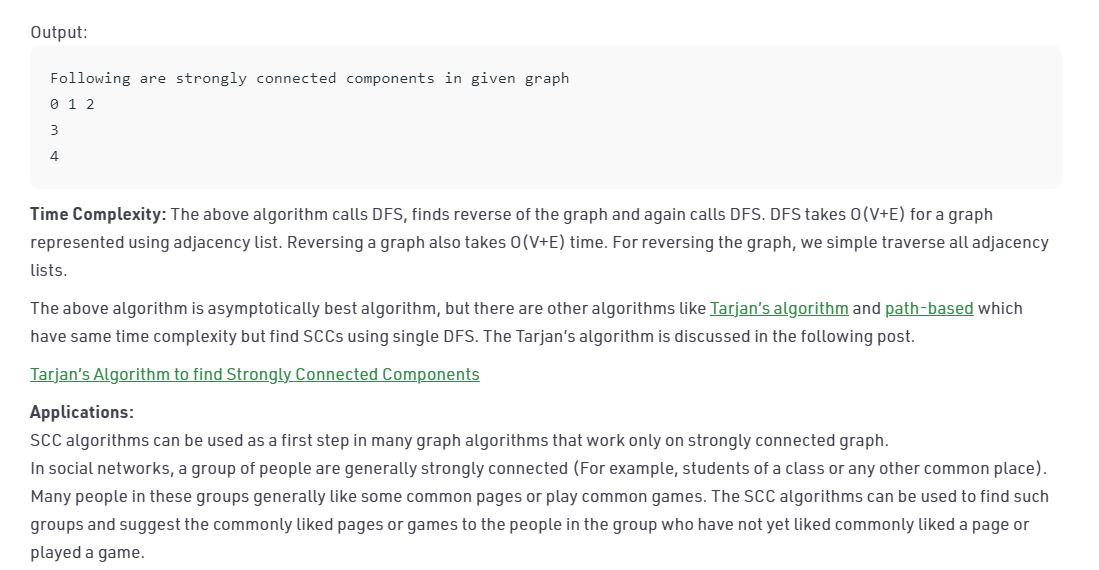 Output:
Following are strongly connected components in given graph
0 1 2
3
4
Time Complexity: The above algorithm calls DFS, finds reverse of the graph and again calls DFS. DFS takes O(V+E) for a graph
represented using adjacency list. Reversing a graph also takes O(V+E) time. For reversing the graph, we simple traverse all adjacency
lists.
The above algorithm is asymptotically best algorithm, but there are other algorithms like Tarjan’s algorithm and path-based which
have same time complexity but find SCCs using single DFS. The Tarjan’s algorithm is discussed in the following post.
Tarjan’s Algorithm to find Strongly Connected Components
Applications:
SCC algorithms can be used as a first step in many graph algorithms that work only on strongly connected graph.
In social networks, a group of people are generally strongly connected (For example, students of a class or any other common place).
Many people in these groups generally like some common pages or play common games. The SCC algorithms can be used to find such
groups and suggest the commonly liked pages or games to the people in the group who have not yet liked commonly liked a page or
played a game.